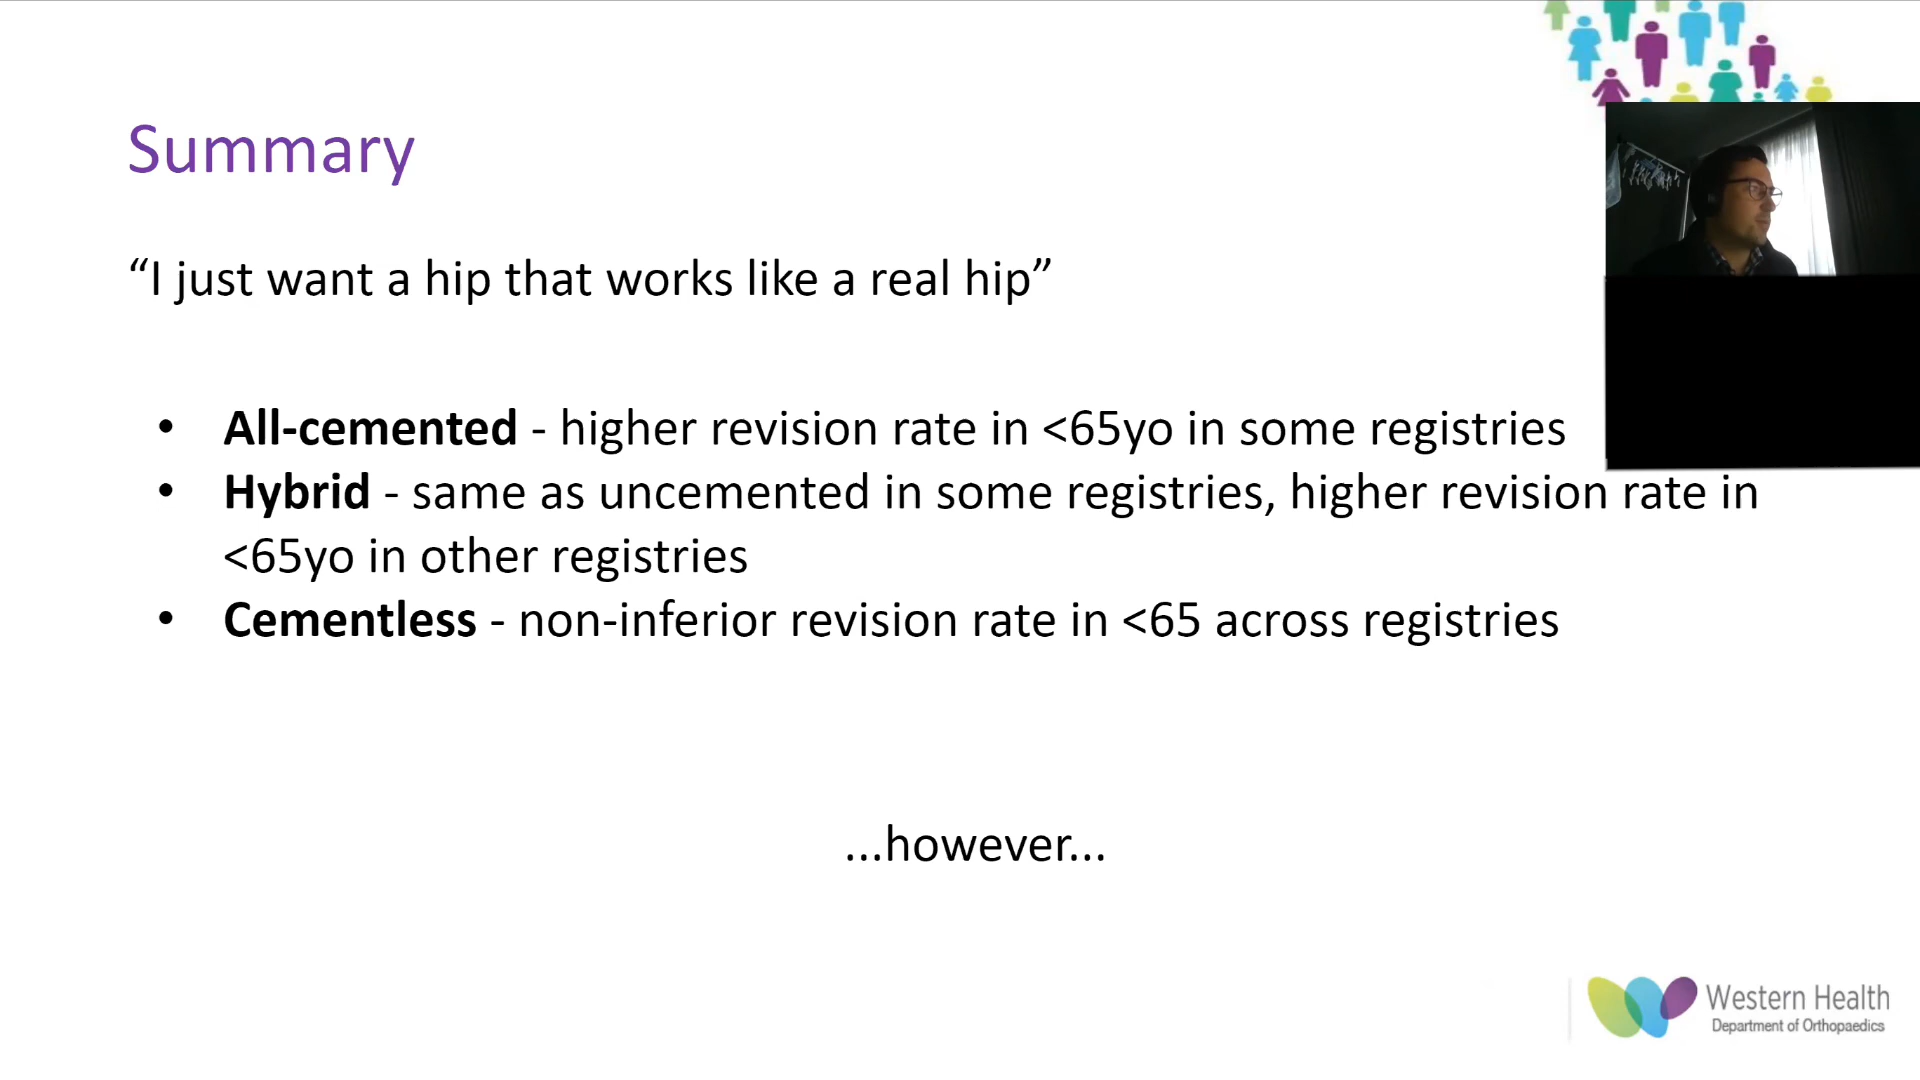 Summary
“I just want a hip that works like a real hip”
• All-cemented - higher revision rate in <65yo in some registries
• Hybrid - same as uncemented in some registries, higher revision rate in
<65yo in other registries
• Cementless - non-inferior revision rate in <65 across registries
...however...
Western Health
Department of Orthopaedics